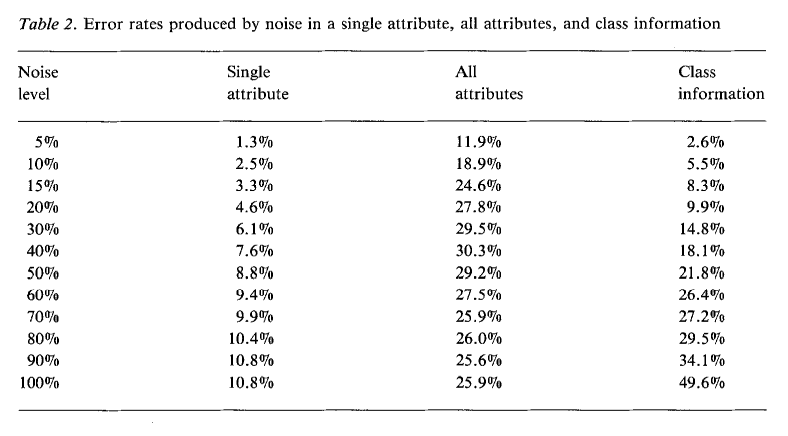 Table 2. Error rates produced by noise in a single attribute, all attributes, and class information
Noise level Single attribute All attributes Class information
5% 1.3% 11.9% 2.6%
10% 2.5% 18.9% 5.5%
15% 3.3% 24.6% 8.3%
20% 4.6% 27.8% 9.9%
30% 6.1% 29.5% 14.8%
40% 7.6% 30.3% 18.1%
50% 8.8% 29.2% 21.8%
60% 9.4% 27.5% 26.4%
70% 9.9% 25.9% 27.2%
80% 10.4% 26.0% 29.5%
90% 10.8% 25.6% 34.1%
100% 10.8% 25.9% 49.6%